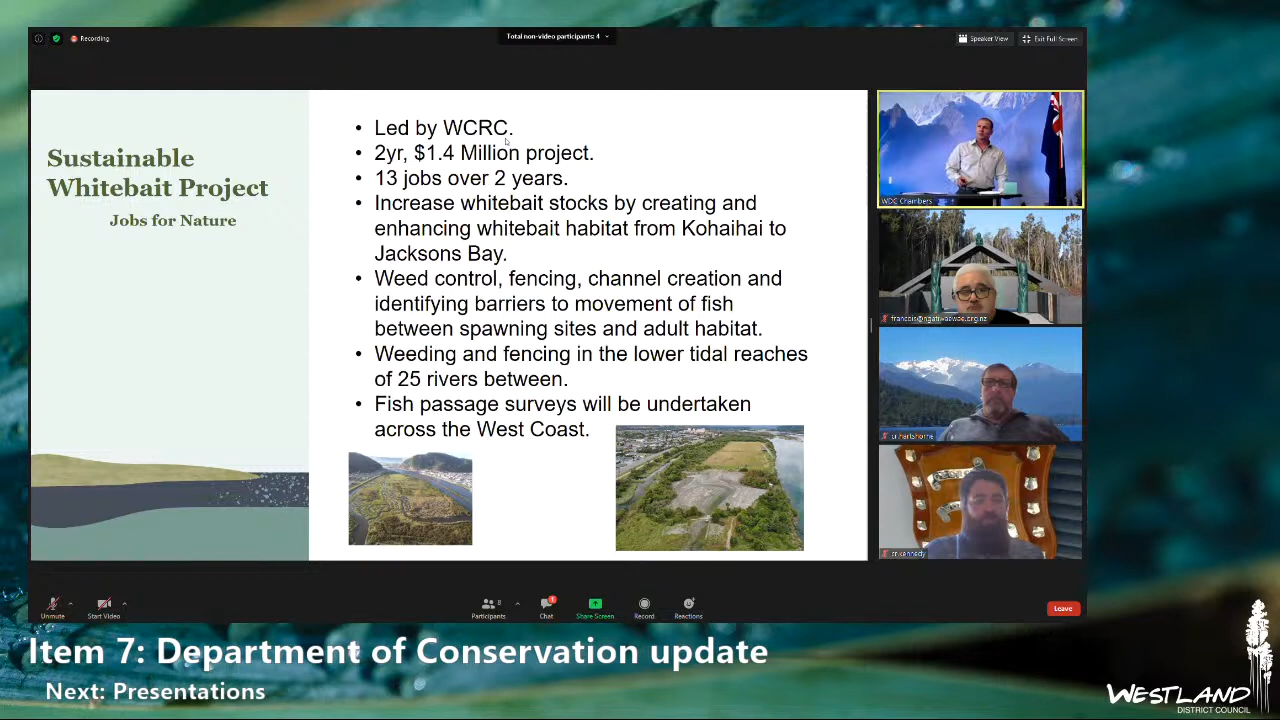 Recording
Total non-video participants: 4
Speaker View
Exit Full Screen
Sustainable
Whitebait Project
Jobs for Nature
• Led by WCRC.
• 2yr, $1.4 Million project.
• 13 jobs over 2 years.
• Increase whitebait stocks by creating and
enhancing whitebait habitat from Kohaihai to
Jacksons Bay.
• Weed control, fencing, channel creation and
identifying barriers to movement of fish
between spawning sites and adult habitat.
• Weeding and fencing in the lower tidal reaches
of 25 rivers between.
• Fish passage surveys will be undertaken
across the West Coast.
WDC Chambers
francois@ngatiwaewae.org.nz
cr.hartshorne
cr.kennedy
Unmute
Start Video
Participants
8
Chat
1
Share Screen
Record
Reactions
Leave
Item 7: Department of Conservation update
Next: Presentations
WESTLAND
DISTRICT COUNCIL